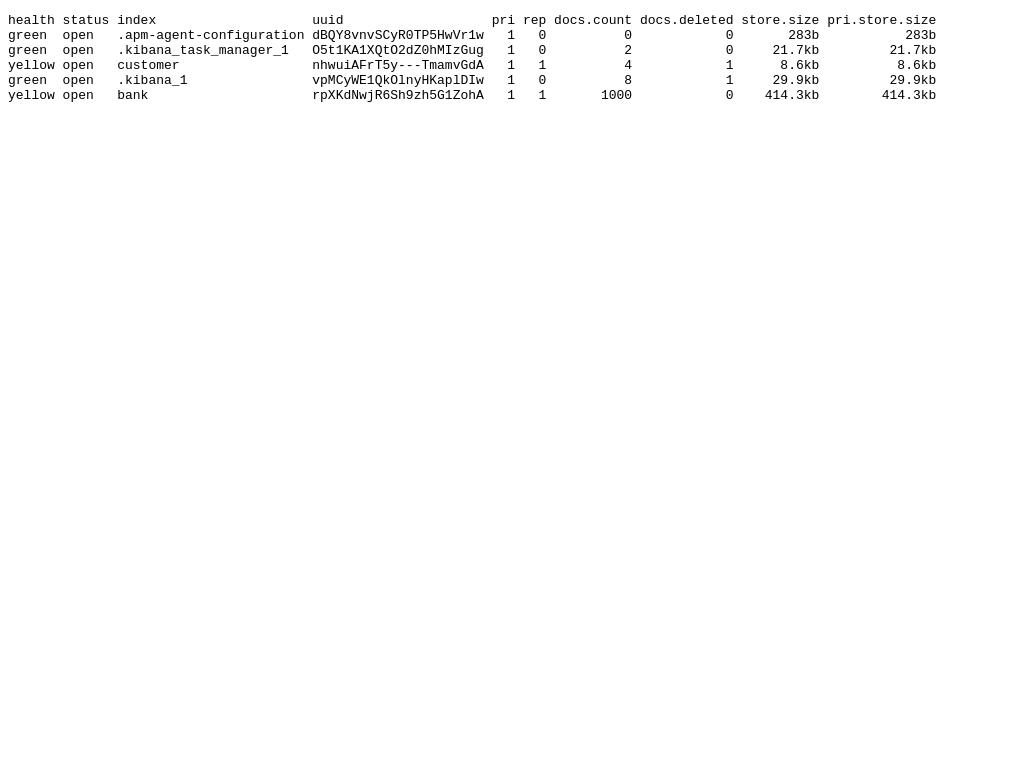 health status index                    uuid                   pri rep docs.count docs.deleted store.size pri.store.size
green  open   .apm-agent-configuration dBQY8vnvSCyR0TP5HwVr1w   1   0          0            0       283b           283b
green  open   .kibana_task_manager_1   O5t1KA1XQtO2dZ0hMIzGug   1   0          2            0     21.7kb         21.7kb
yellow open   customer                 nhwuiAFrT5y---TmamvGdA   1   1          4            1      8.6kb          8.6kb
green  open   .kibana_1                vpMCyWE1QkOlnyHKaplDIw   1   0          8            1     29.9kb         29.9kb
yellow open   bank                     rpXKdNwjR6Sh9zh5G1ZohA   1   1       1000            0    414.3kb        414.3kb